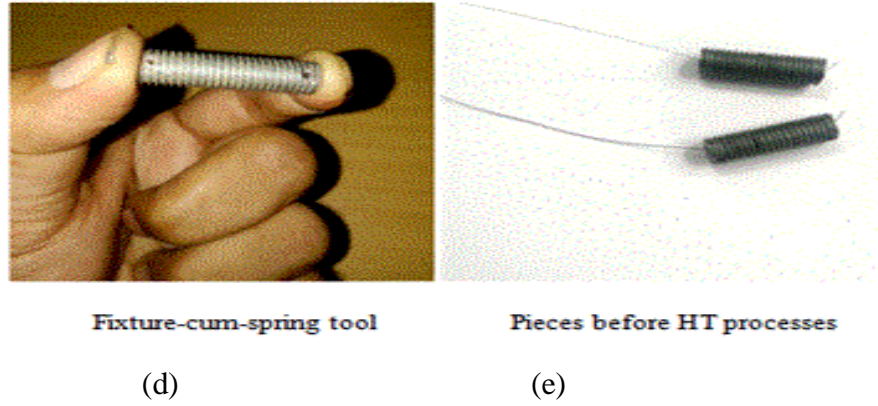 Fixture-cum-spring tool
Pieces before HT processes
(d)
(e)